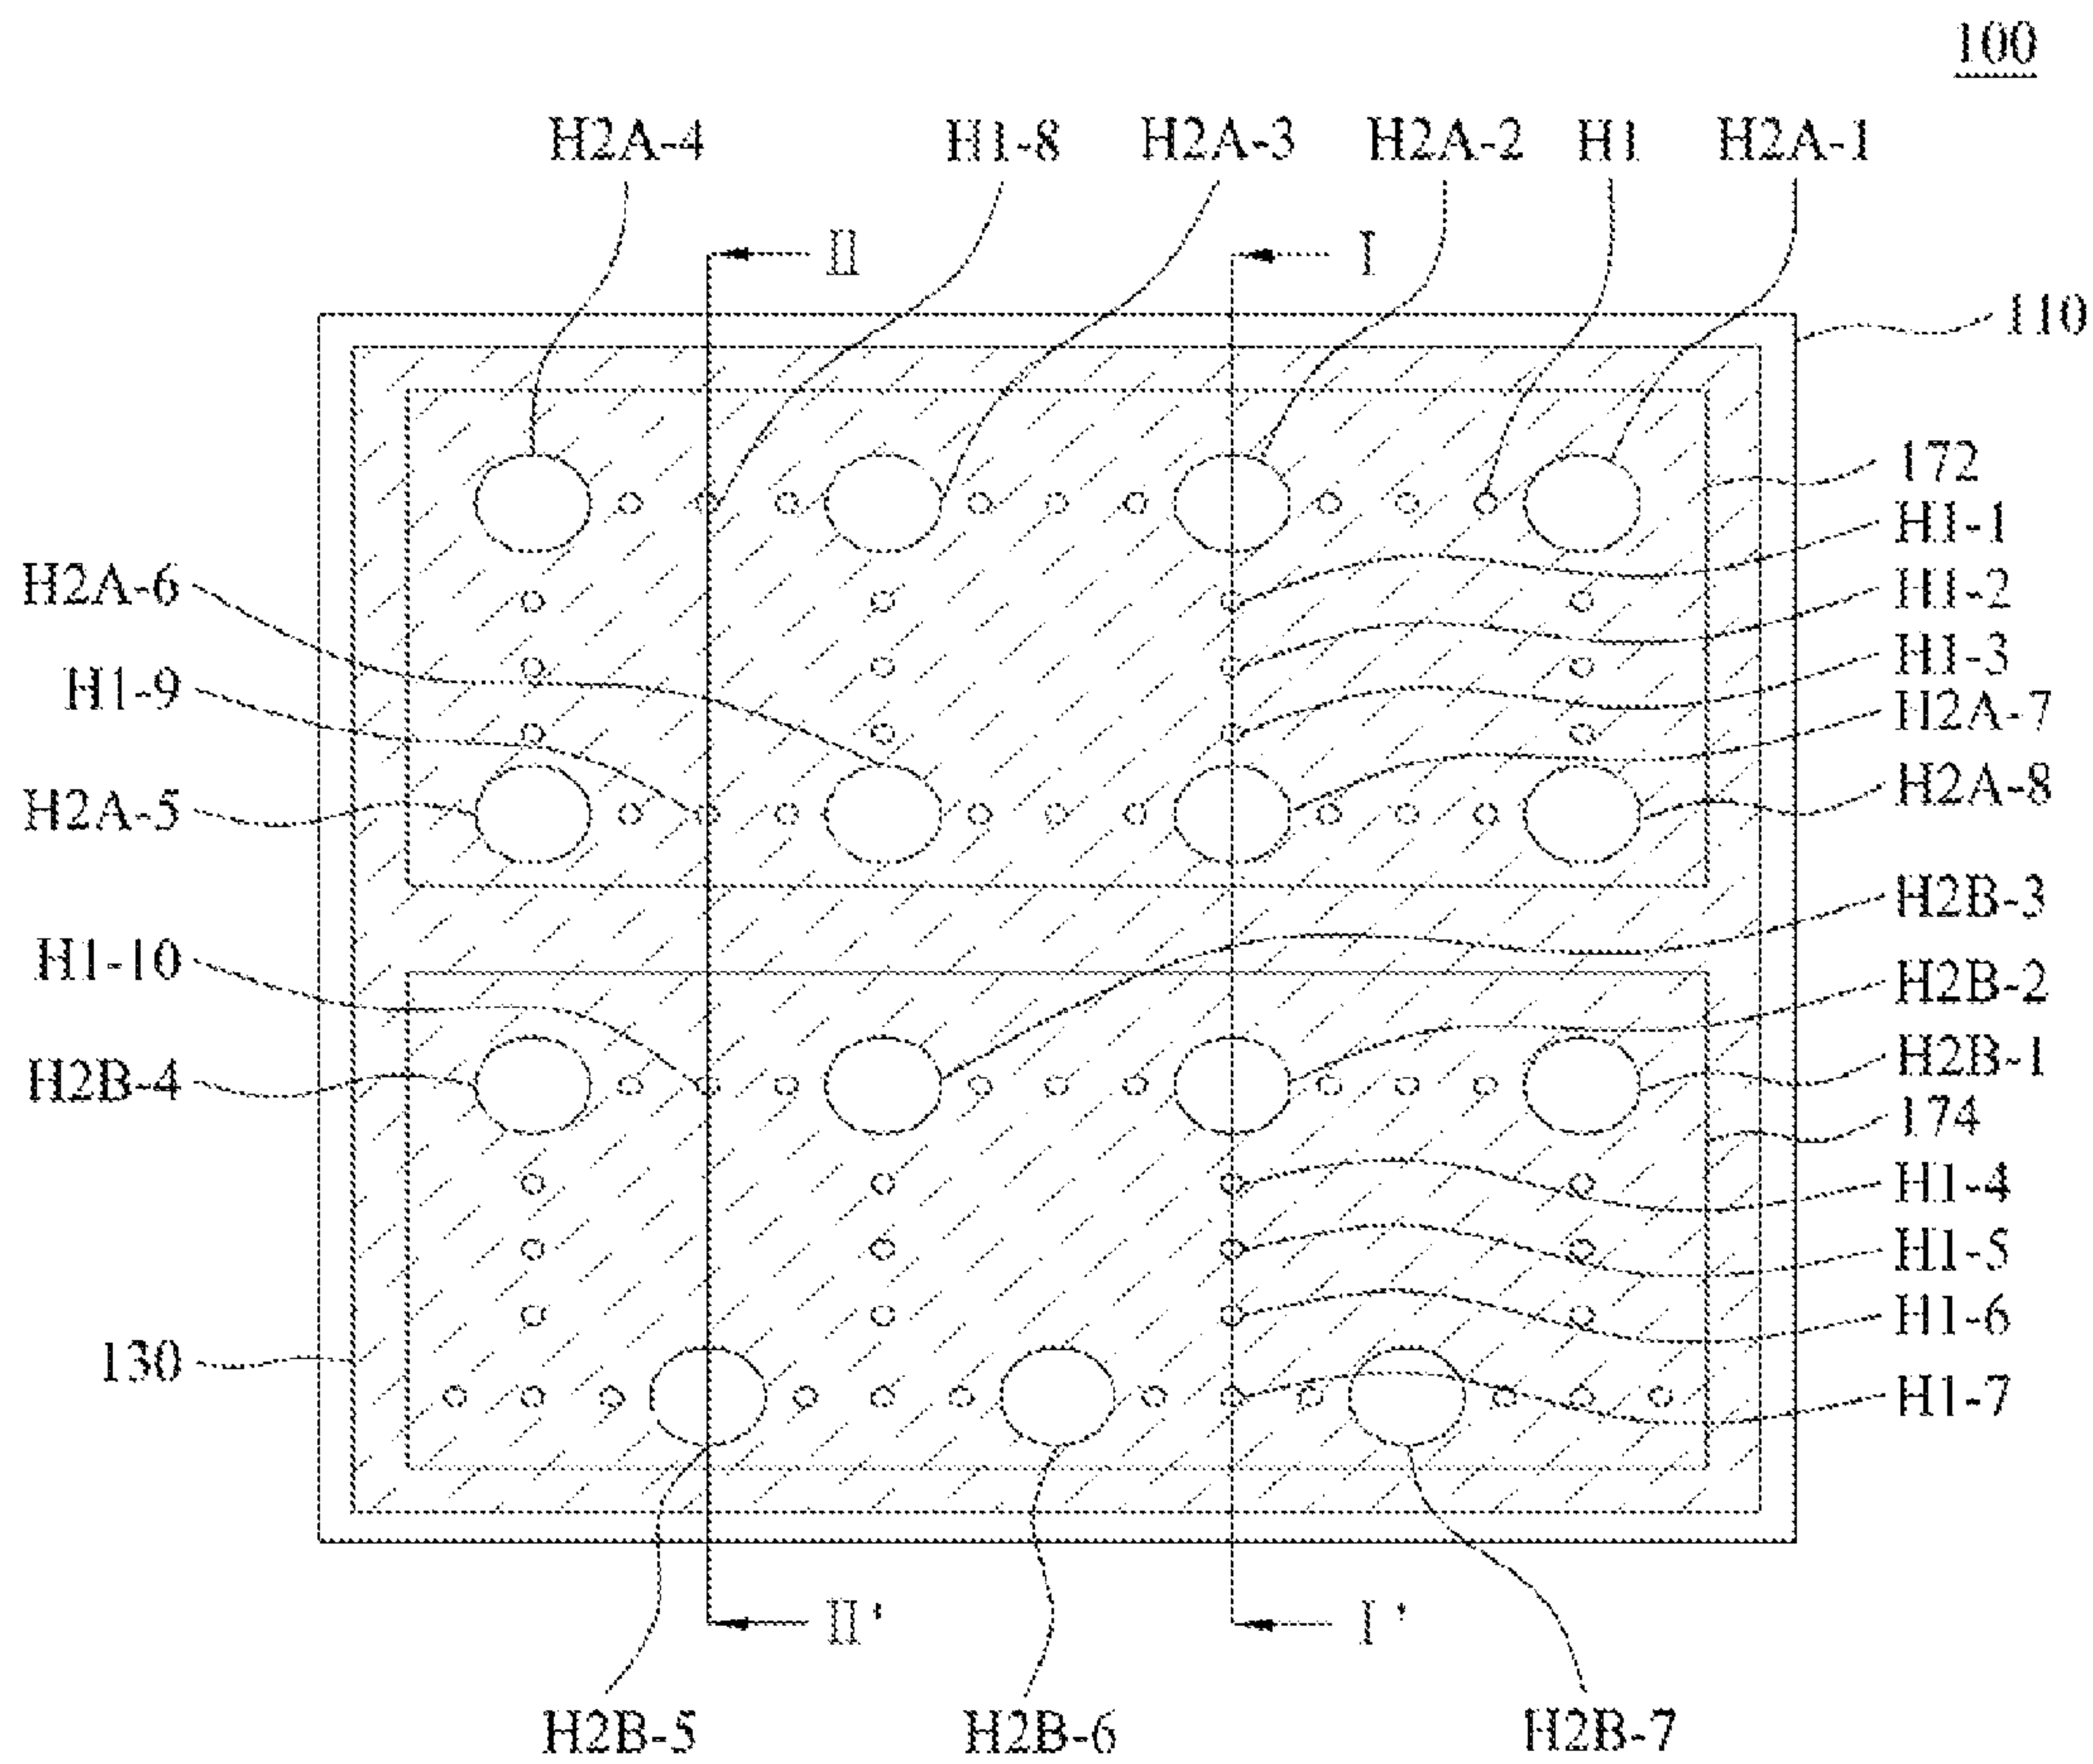 100
H2A-4 H1-8 H2A-3 H2A-2 H1 H2A-1
II I
110
172
H1-1
H2A-6
H1-2
H1-3
H1-9
H2A-7
H2A-5
H2A-8
H2B-3
H1-10
H2B-2
H2B-4
H2B-1
174
H1-4
H1-5
H1-6
130
H1-7
II' I'
H2B-5 H2B-6 H2B-7